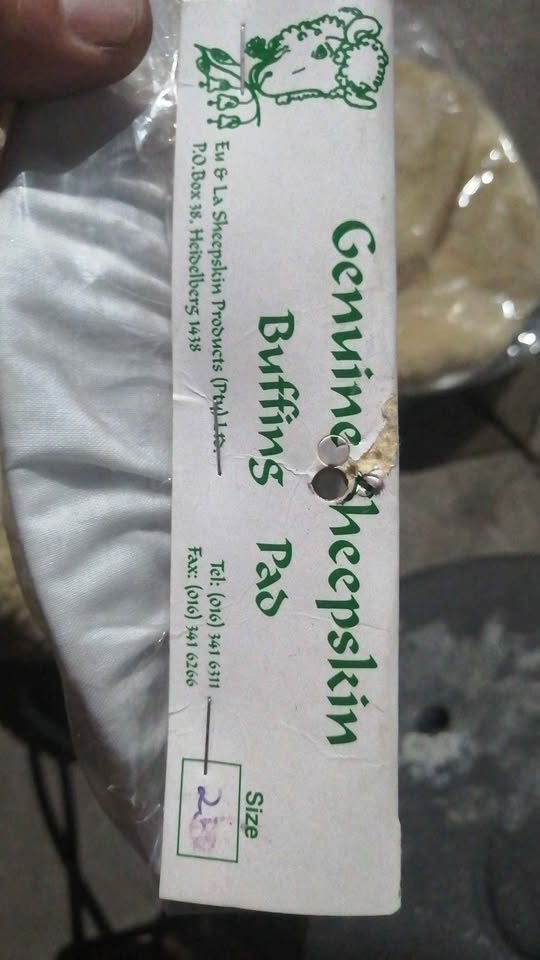 Genuine Sheepskin
Buffing Pad
Eu & La Sheepskin Products (Pty) Ltd.
P.O.Box 38, Heidelberg 1438
Tel: (016) 341 6311
Fax: (016) 341 6266
Size